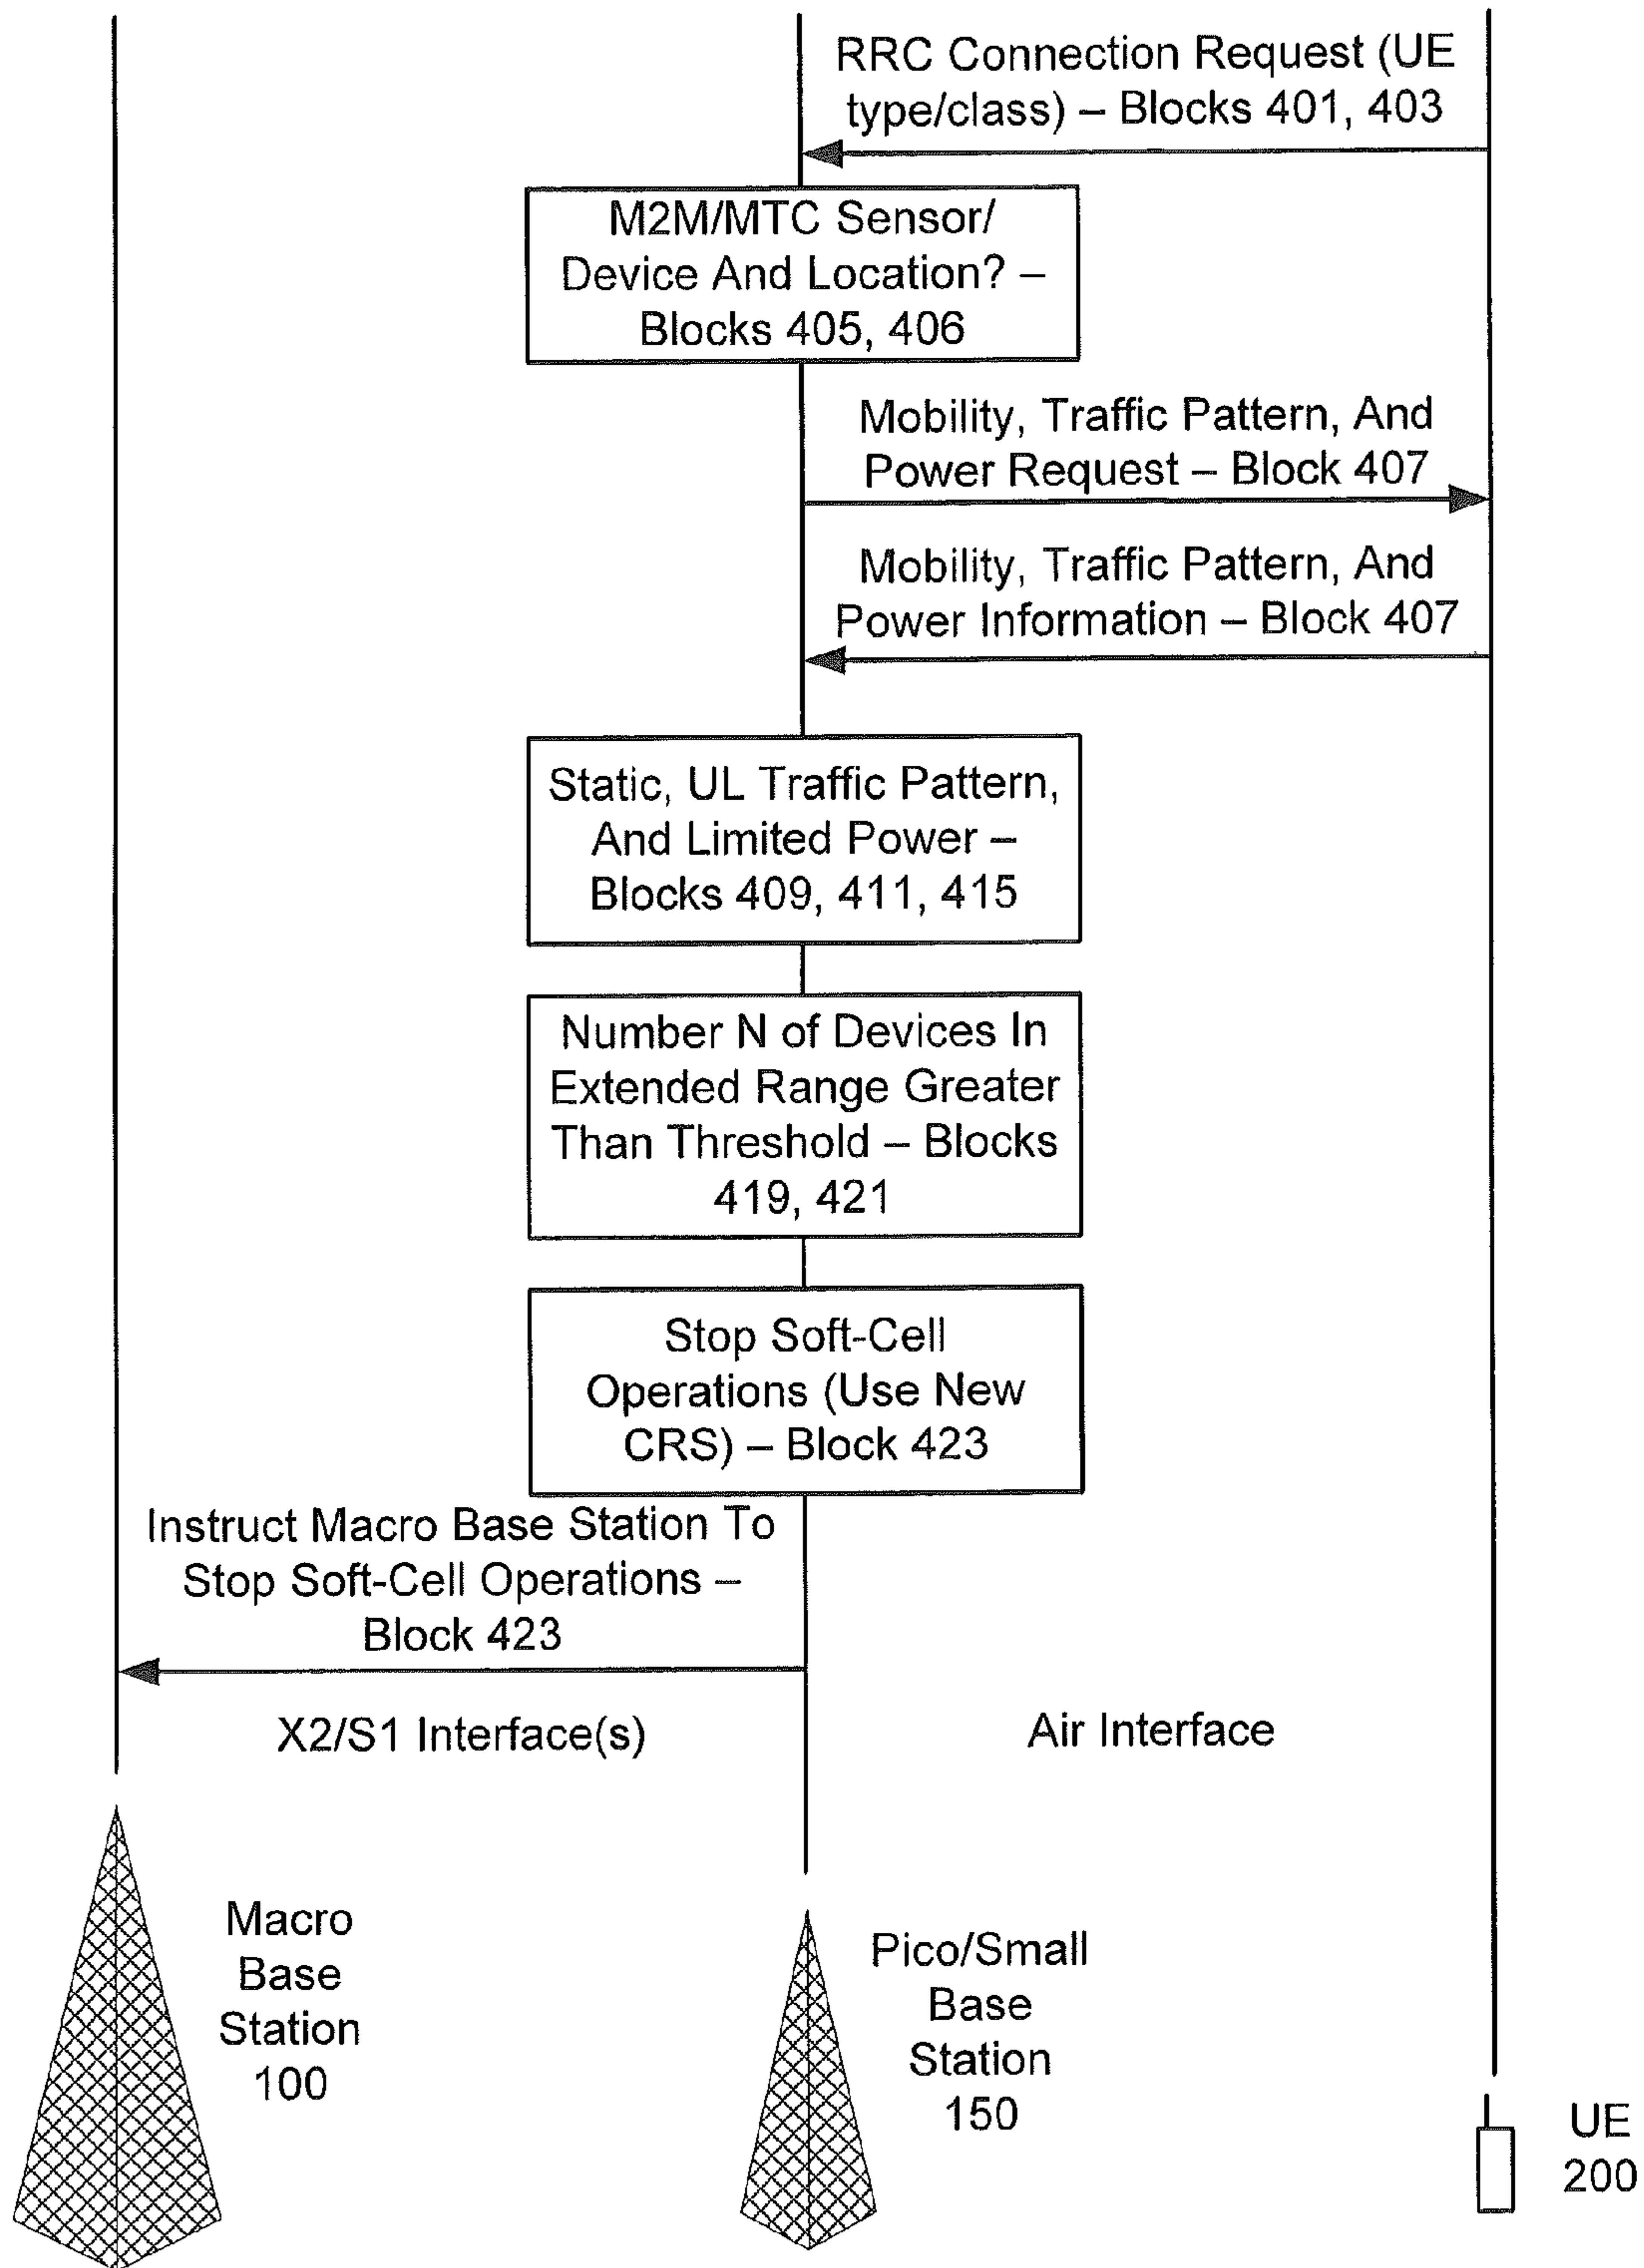 RRC Connection Request (UE
type/class) – Blocks 401, 403
M2M/MTC Sensor/
Device And Location? –
Blocks 405, 406
Mobility, Traffic Pattern, And
Power Request – Block 407
Mobility, Traffic Pattern, And
Power Information – Block 407
Static, UL Traffic Pattern,
And Limited Power –
Blocks 409, 411, 415
Number N of Devices In
Extended Range Greater
Than Threshold – Blocks
419, 421
Stop Soft-Cell
Operations (Use New
CRS) – Block 423
Instruct Macro Base Station To
Stop Soft-Cell Operations –
Block 423
X2/S1 Interface(s)
Air Interface
Macro
Base
Station
100
Pico/Small
Base
Station
150
UE
200